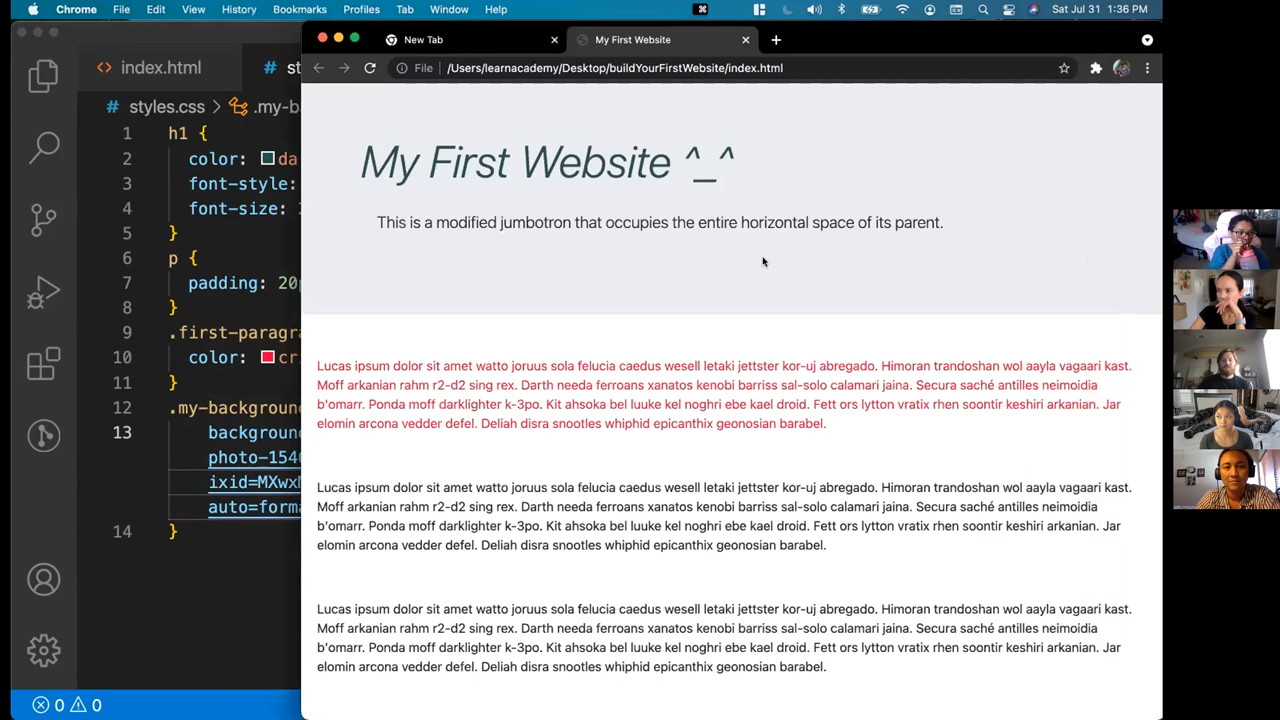 Chrome File Edit View History Bookmarks Profiles Tab Window Help Sat Jul 31 1:36 PM
New Tab My First Website
File /Users/learnacademy/Desktop/buildYourFirstWebsite/index.html
index.html # st
# styles.css > .my-ba
1 h1 {
2 color: da
3 font-style:
4 font-size:
5 }
6 p {
7 padding: 20
8 }
9 .first-paragra
10 color: cr
11 }
12 .my-background
13 background
photo-1540
ixid=MXwxM
auto=forma
14 }
0 0
My First Website ^_^
This is a modified jumbotron that occupies the entire horizontal space of its parent.
Lucas ipsum dolor sit amet watto joruus sola felucia caedus wesell letaki jettster kor-uj abregado. Himoran trandoshan wol aayla vagaari kast.
Moff arkanian rahm r2-d2 sing rex. Darth needa ferroans xanatos kenobi barriss sal-solo calamari jaina. Secura saché antilles neimoidia
b'omarr. Ponda moff darklighter k-3po. Kit ahsoka bel luuke kel noghri ebe kael droid. Fett ors lytton vratix rhen soontir keshiri arkanian. Jar
elomin arcona vedder defel. Deliah disra snootles whiphid epicanthix geonosian barabel.
Lucas ipsum dolor sit amet watto joruus sola felucia caedus wesell letaki jettster kor-uj abregado. Himoran trandoshan wol aayla vagaari kast.
Moff arkanian rahm r2-d2 sing rex. Darth needa ferroans xanatos kenobi barriss sal-solo calamari jaina. Secura saché antilles neimoidia
b'omarr. Ponda moff darklighter k-3po. Kit ahsoka bel luuke kel noghri ebe kael droid. Fett ors lytton vratix rhen soontir keshiri arkanian. Jar
elomin arcona vedder defel. Deliah disra snootles whiphid epicanthix geonosian barabel.
Lucas ipsum dolor sit amet watto joruus sola felucia caedus wesell letaki jettster kor-uj abregado. Himoran trandoshan wol aayla vagaari kast.
Moff arkanian rahm r2-d2 sing rex. Darth needa ferroans xanatos kenobi barriss sal-solo calamari jaina. Secura saché antilles neimoidia
b'omarr. Ponda moff darklighter k-3po. Kit ahsoka bel luuke kel noghri ebe kael droid. Fett ors lytton vratix rhen soontir keshiri arkanian. Jar
elomin arcona vedder defel. Deliah disra snootles whiphid epicanthix geonosian barabel.